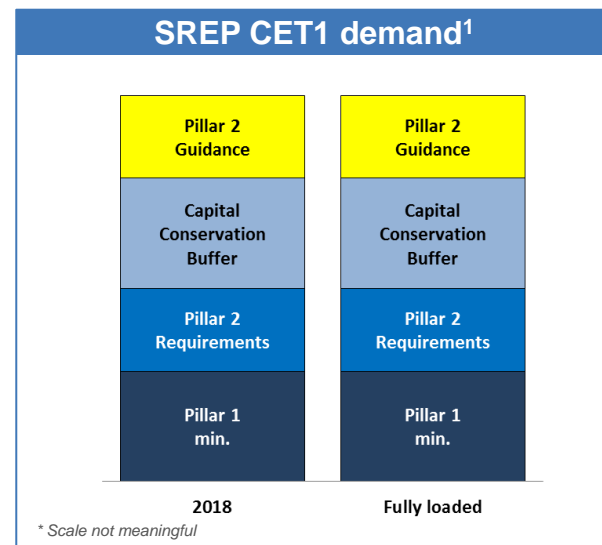 SREP CET1 demand¹
Pillar 2
Guidance
Pillar 2
Guidance
Capital
Conservation
Buffer
Capital
Conservation
Buffer
Pillar 2
Requirements
Pillar 2
Requirements
Pillar 1
min.
Pillar 1
min.
2018
Fully loaded
* Scale not meaningful